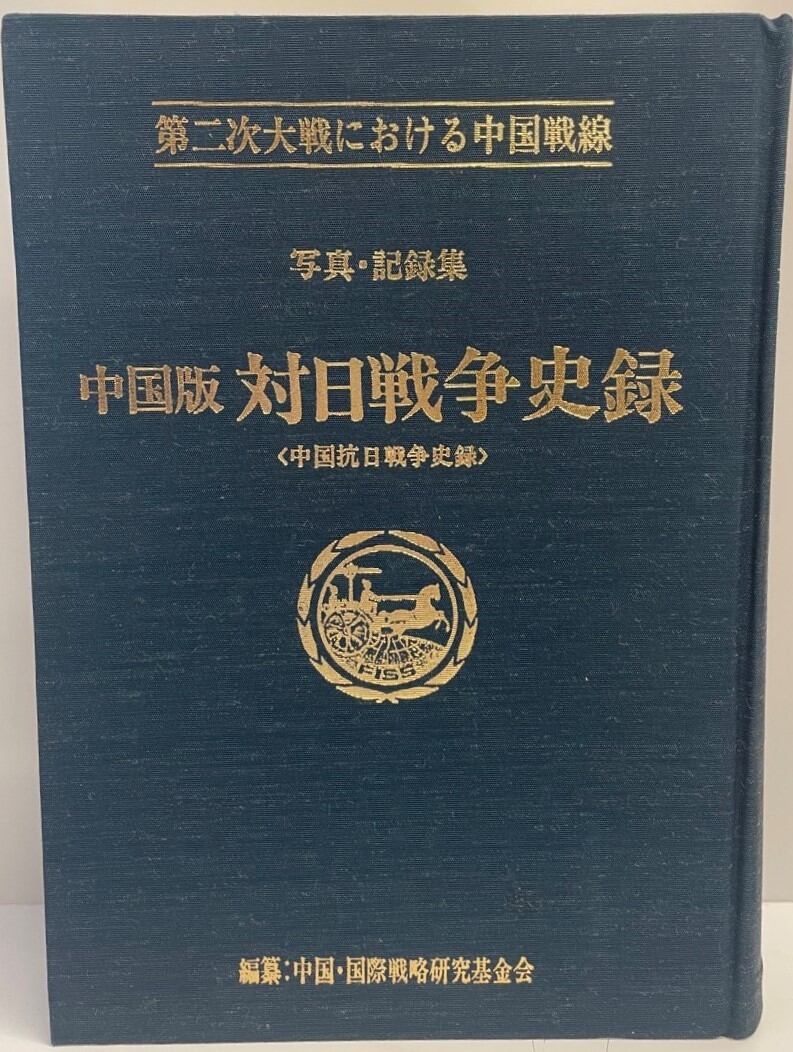 第二次大戦における中国戦線
写真・記録集
中国版 対日戦争史録
〈中国抗日戦争史録〉
FISS
編纂:中国・国際戦略研究基金会